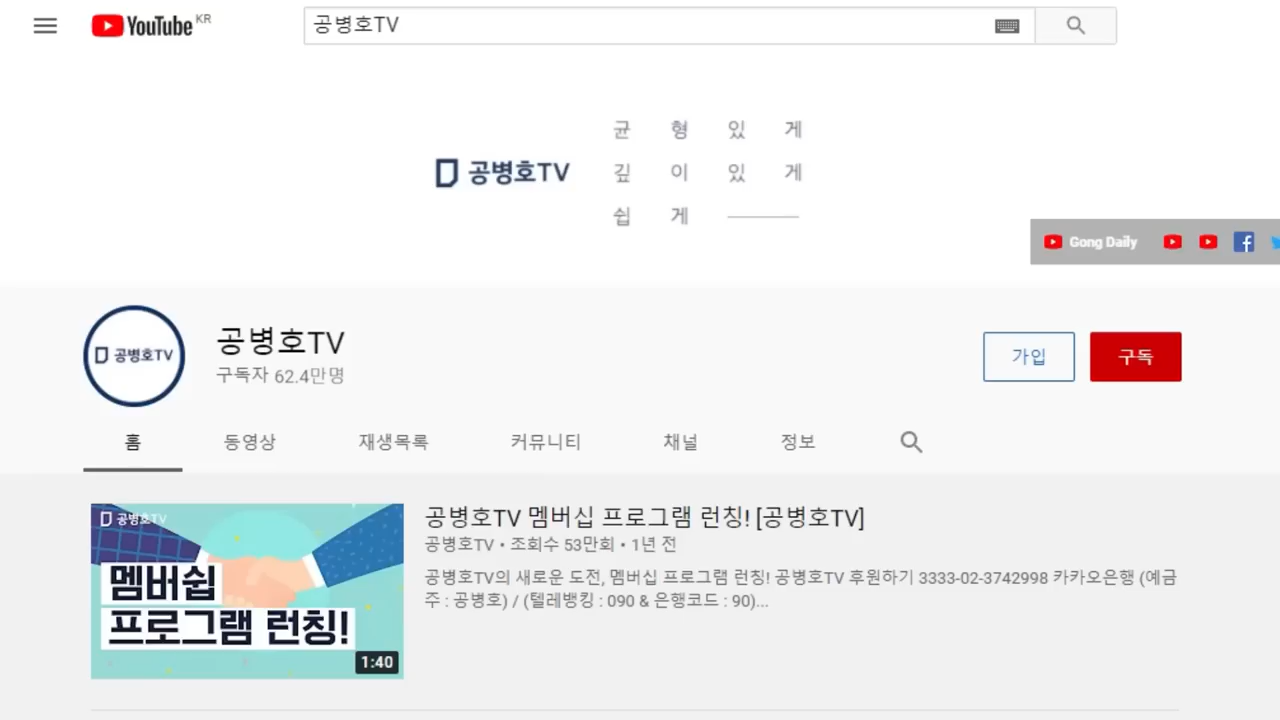 YouTube KR
공병호TV
균 형 있 게
공병호TV
깊 이 있 게
쉽 게
Gong Daily
공병호TV
공병호TV
구독자 62.4만명
가입
구독
홈
동영상
재생목록
커뮤니티
채널
정보
공병호TV
멤버쉽
프로그램 런칭!
1:40
공병호TV 멤버십 프로그램 런칭! [공병호TV]
공병호TV • 조회수 53만회 • 1년 전
공병호TV의 새로운 도전, 멤버십 프로그램 런칭! 공병호TV 후원하기 3333-02-3742998 카카오은행 (예금
주 : 공병호) / (텔레뱅킹 : 090 & 은행코드 : 90)...